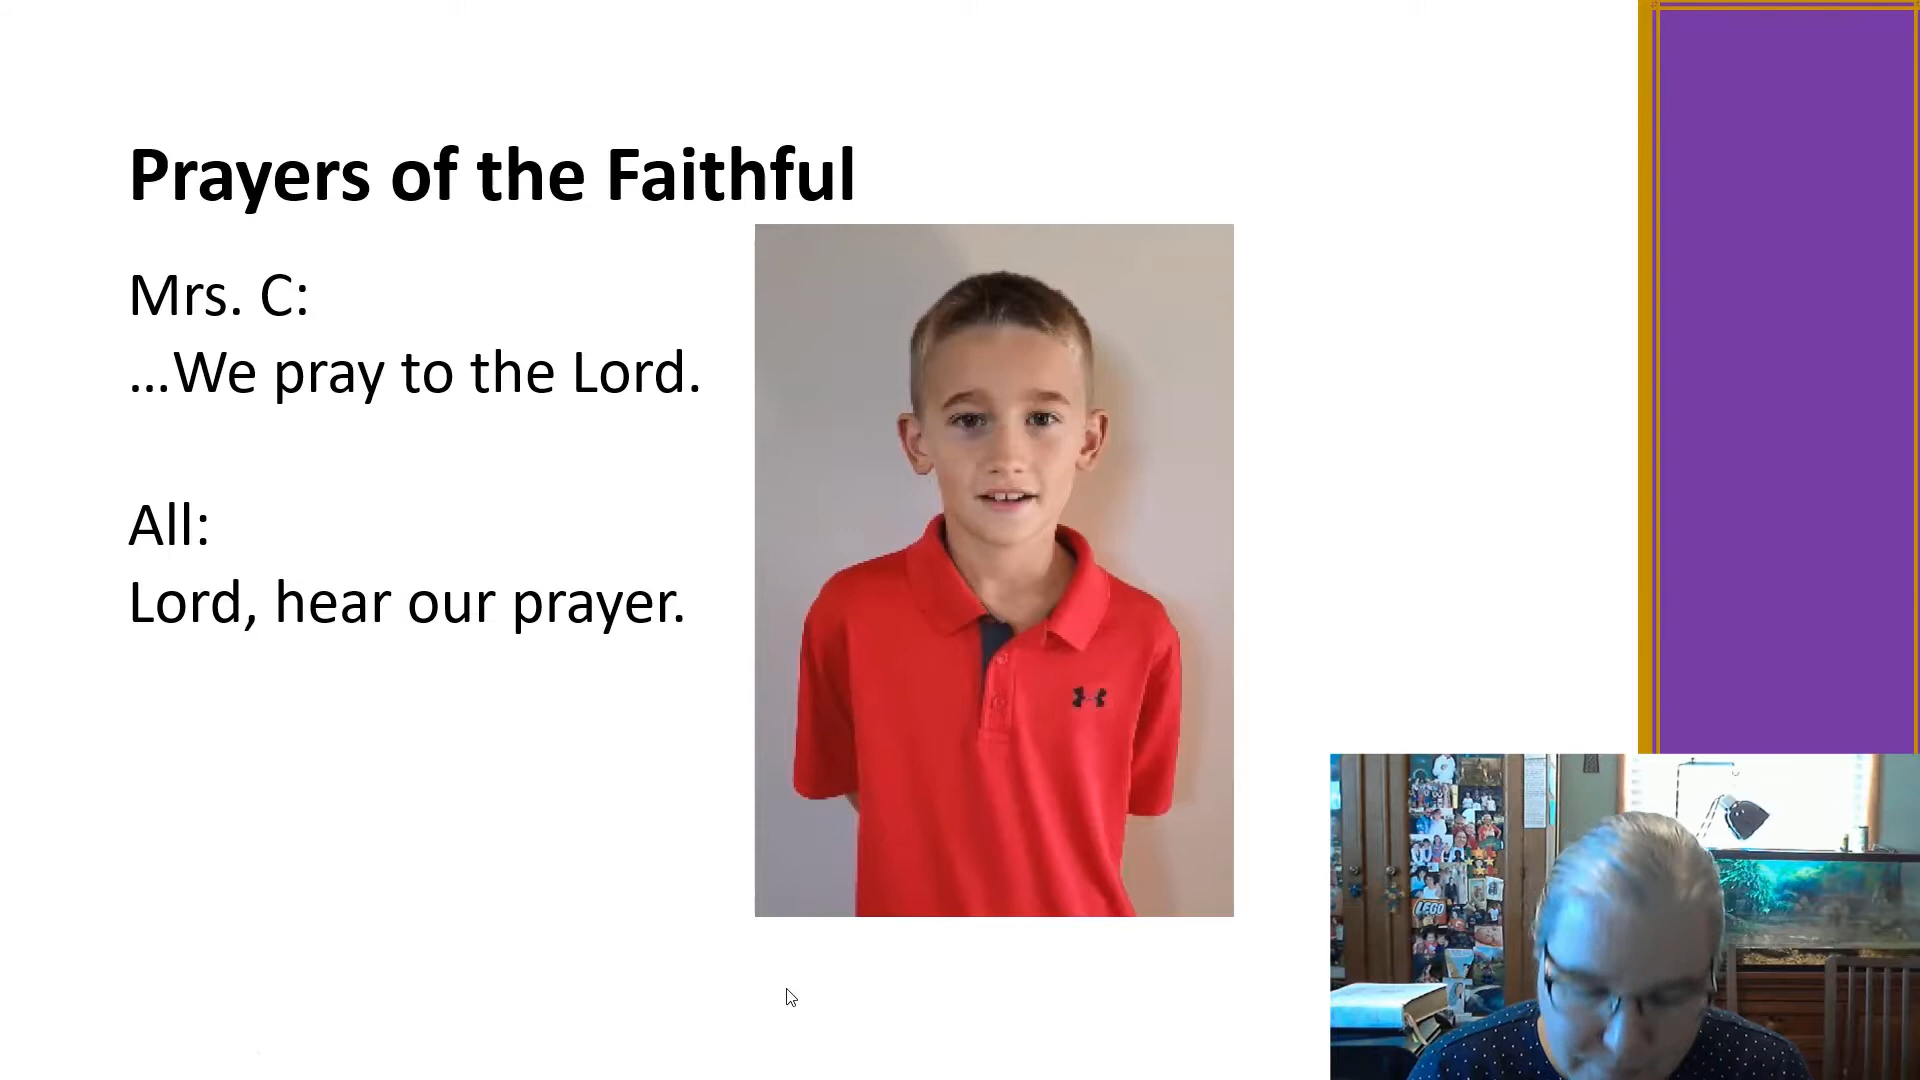 Prayers of the Faithful
Mrs. C:
…We pray to the Lord.
All:
Lord, hear our prayer.
LEGO